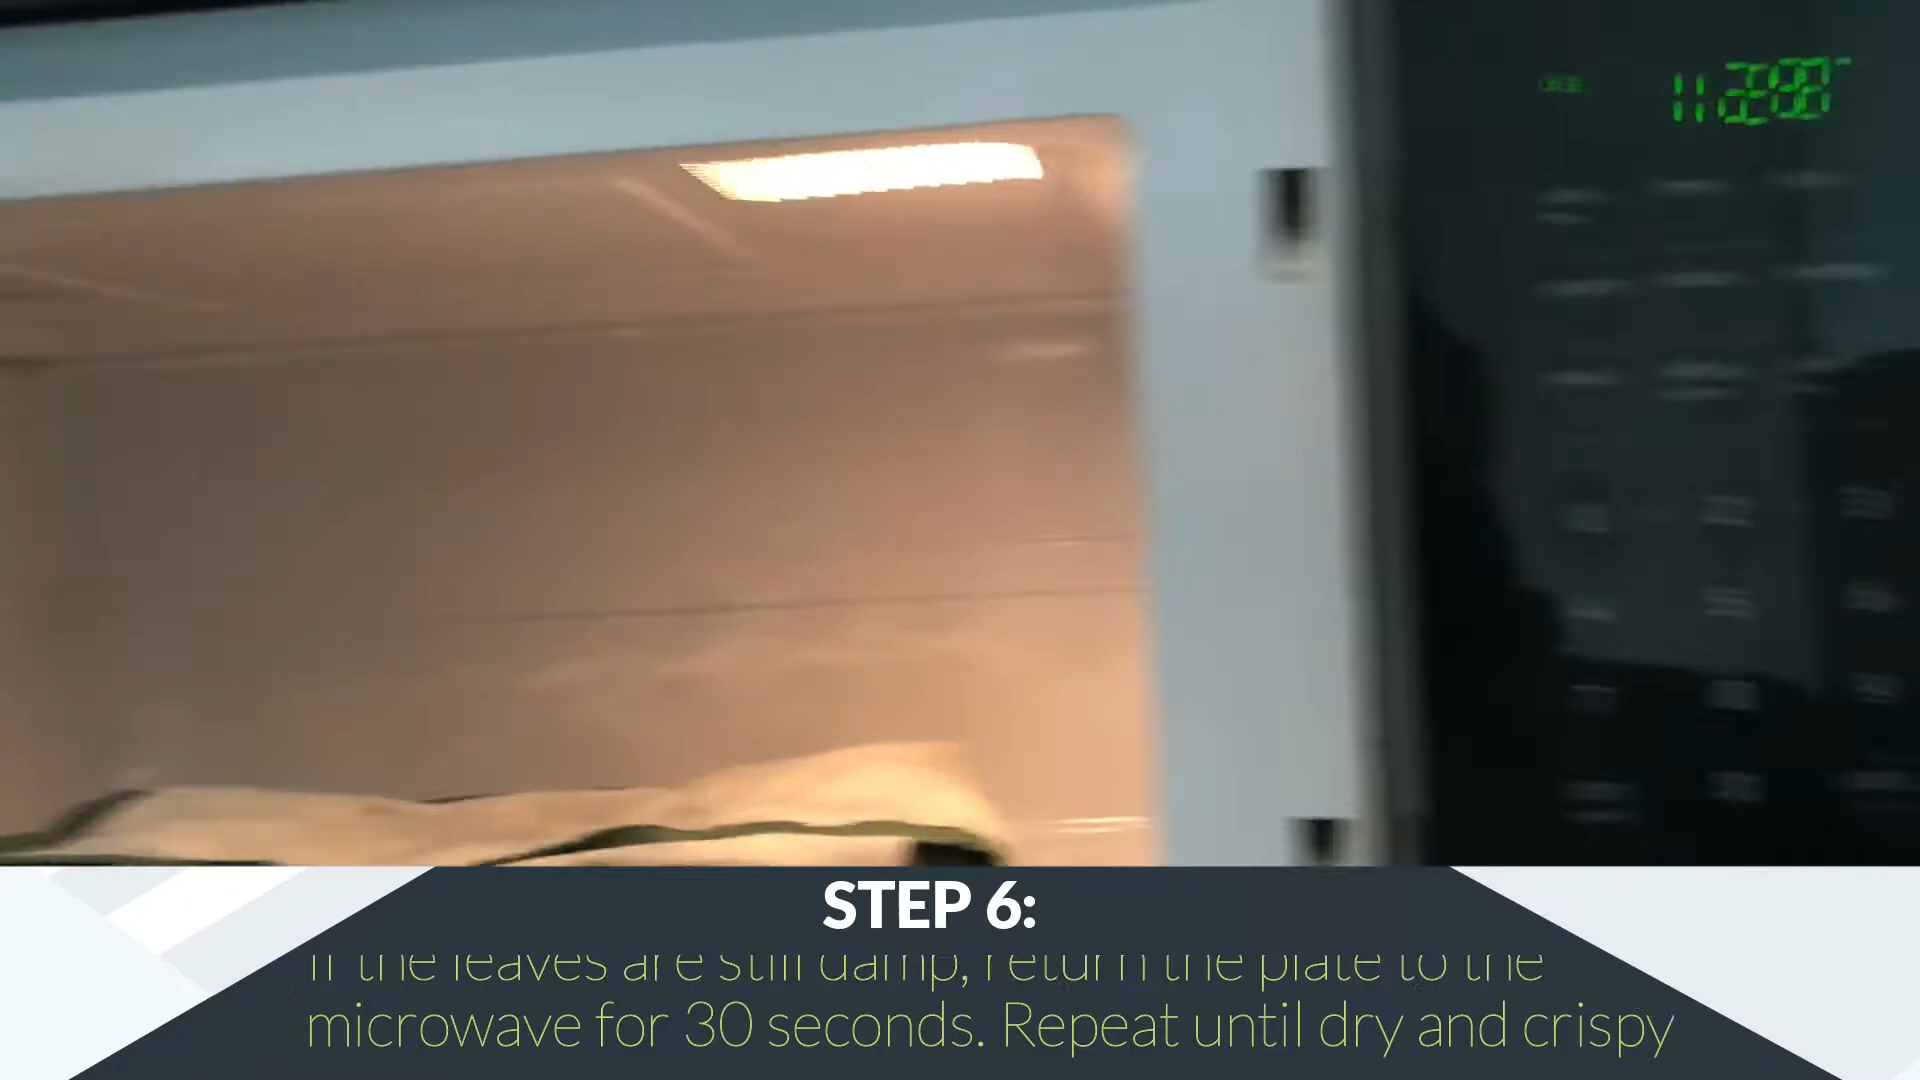 STEP 6:
If the leaves are still damp, return the plate to the
microwave for 30 seconds. Repeat until dry and crispy